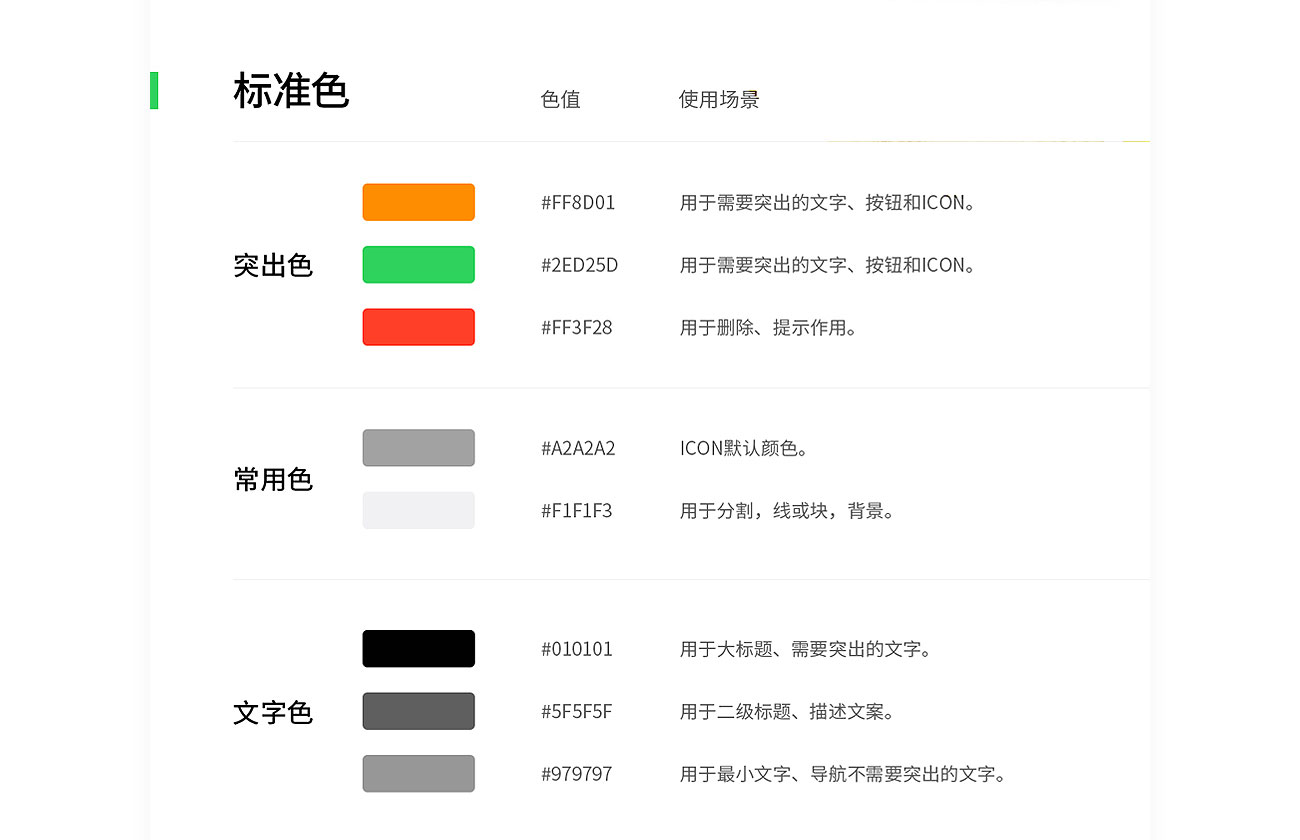 标准色 色值 使用场景
#FF8D01 用于需要突出的文字、按钮和ICON。
突出色 #2ED25D 用于需要突出的文字、按钮和ICON。
#FF3F28 用于删除、提示作用。
#A2A2A2 ICON默认颜色。
常用色
#F1F1F3 用于分割，线或块，背景。
#010101 用于大标题、需要突出的文字。
文字色 #5F5F5F 用于二级标题、描述文案。
#979797 用于最小文字、导航不需要突出的文字。